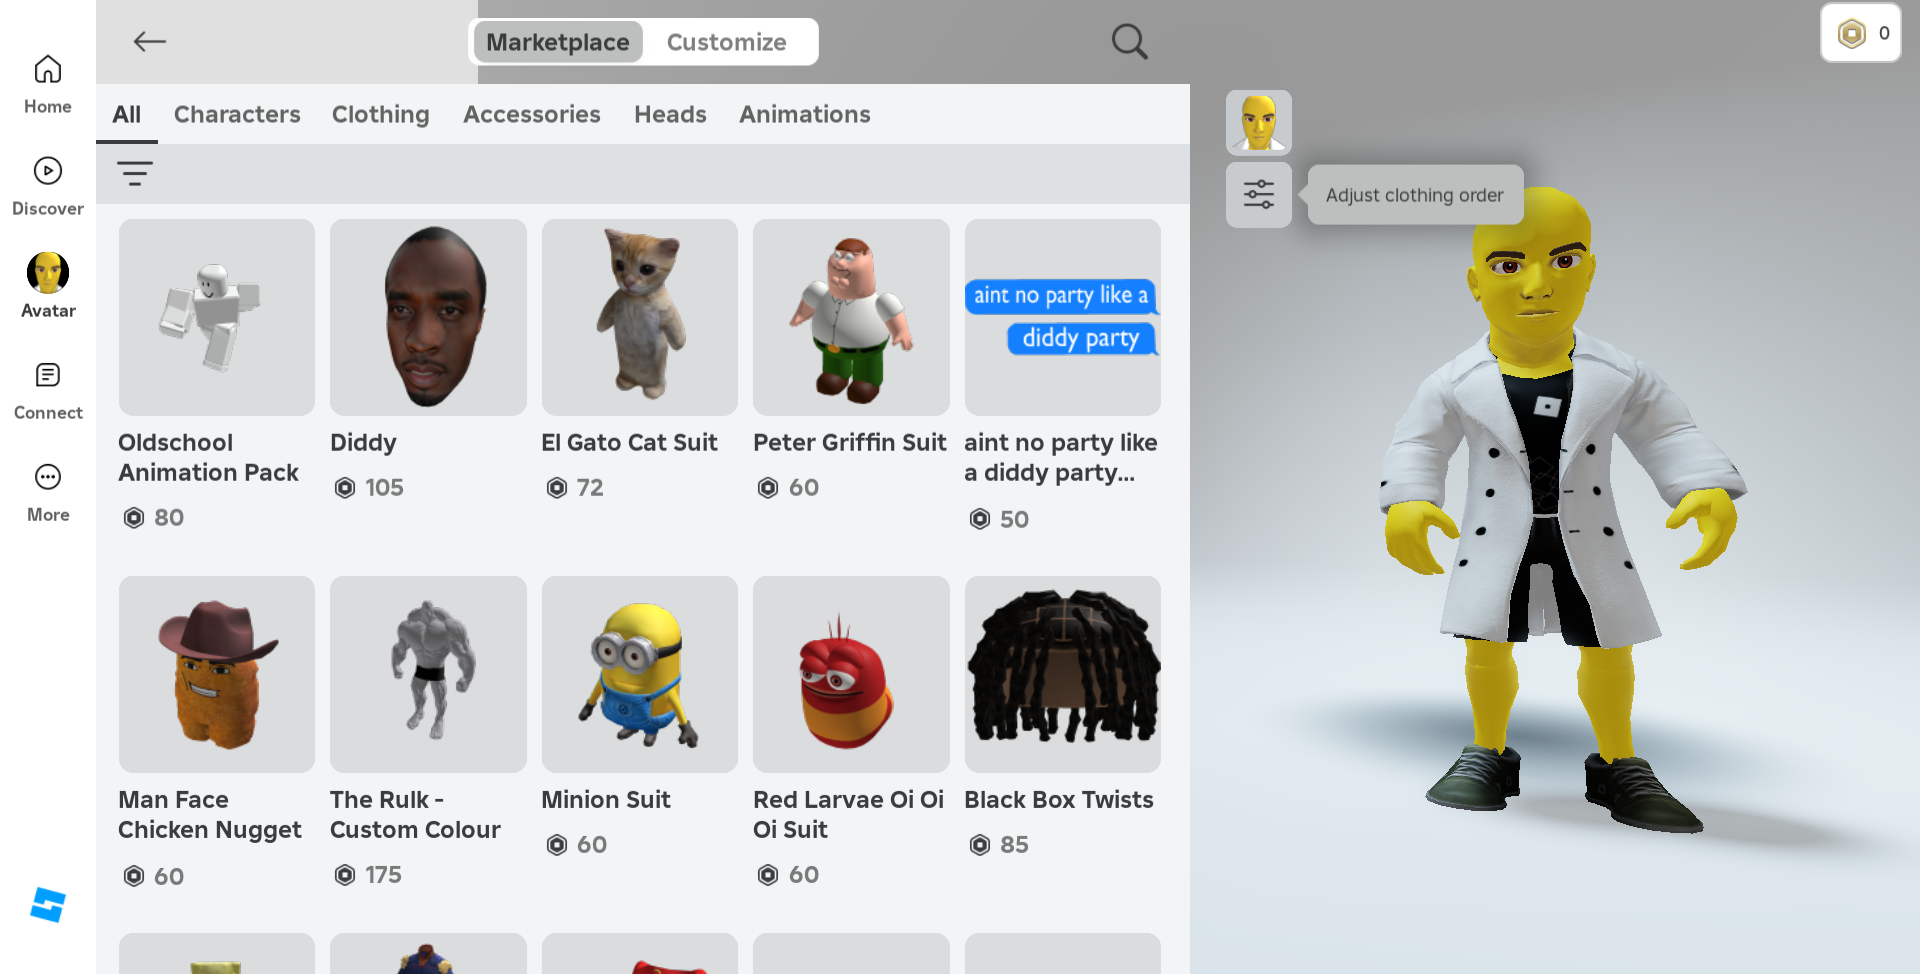 Marketplace
Customize
0
Home
Discover
Avatar
Connect
More
All
Characters
Clothing
Accessories
Heads
Animations
Adjust clothing order
aint no party like a
diddy party
Oldschool
Animation Pack
80
Diddy
105
El Gato Cat Suit
72
Peter Griffin Suit
60
aint no party like
a diddy party...
50
Man Face
Chicken Nugget
60
The Rulk -
Custom Colour
175
Minion Suit
60
Red Larvae Oi Oi
Oi Suit
60
Black Box Twists
85